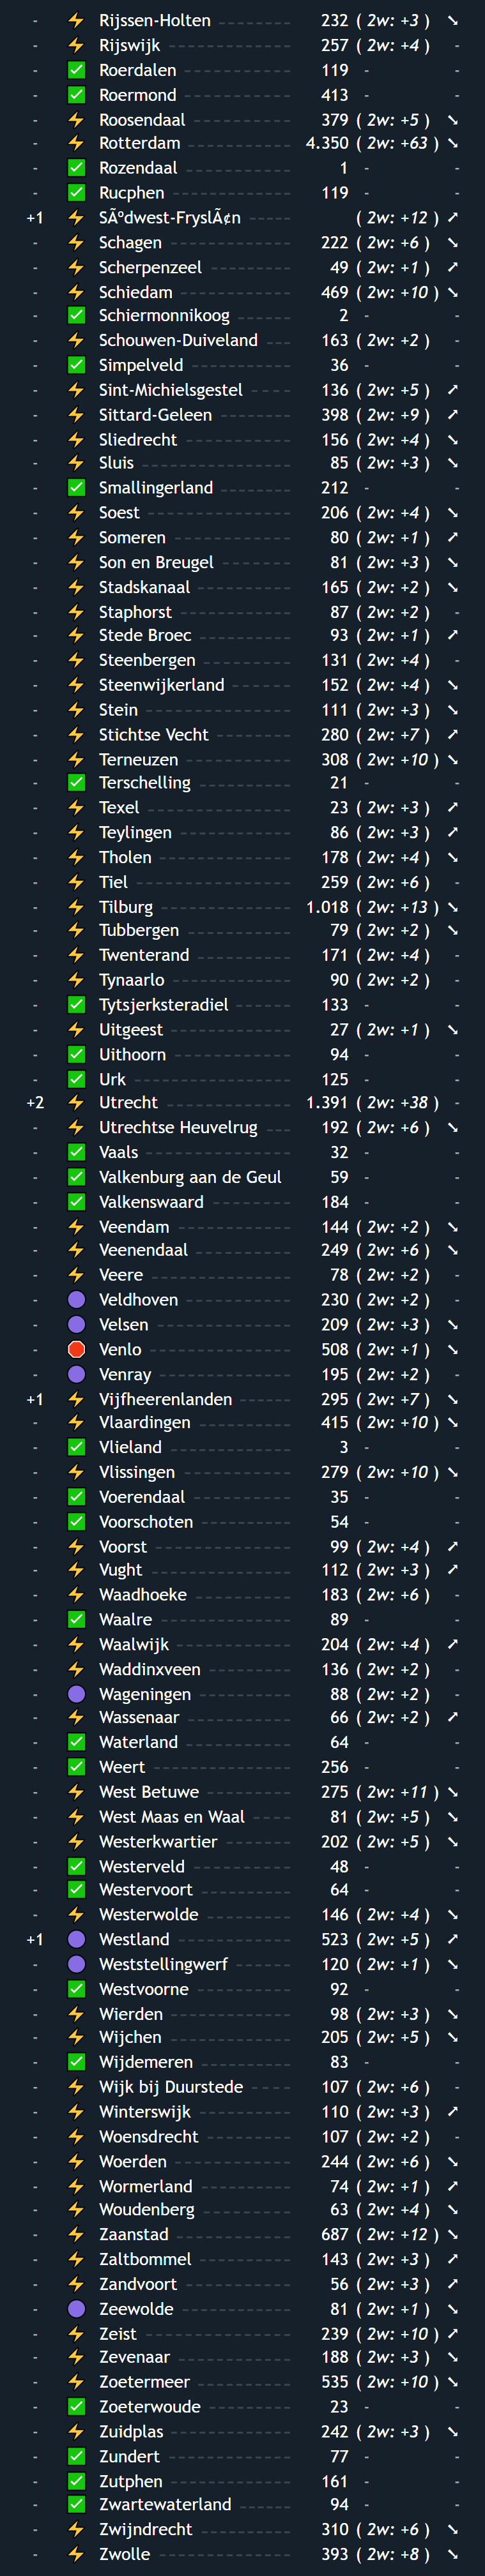 - Rijssen-Holten 232 ( 2w: +3 ) ➘
- Rijswijk 257 ( 2w: +4 ) ➘
- Roerdalen 119 - -
- Roermond 413 - -
- Roosendaal 379 ( 2w: +5 ) ➘
- Rotterdam 4.350 ( 2w: +63 ) ➘
- Rozendaal 1 - -
- Rucphen 119 - -
+1 SÃºdwest-FryslÃ¢n ( 2w: +12 ) ➚
- Schagen 222 ( 2w: +6 ) ➘
- Scherpenzeel 49 ( 2w: +1 ) ➚
- Schiedam 469 ( 2w: +10 ) ➘
- Schiermonnikoog 2 - -
- Schouwen-Duiveland 163 ( 2w: +2 ) -
- Simpelveld 36 - -
- Sint-Michielsgestel 136 ( 2w: +5 ) ➚
- Sittard-Geleen 398 ( 2w: +9 ) ➚
- Sliedrecht 156 ( 2w: +4 ) ➘
- Sluis 85 ( 2w: +3 ) ➘
- Smallingerland 212 - -
- Soest 206 ( 2w: +4 ) ➘
- Someren 80 ( 2w: +1 ) ➚
- Son en Breugel 81 ( 2w: +3 ) ➘
- Stadskanaal 165 ( 2w: +2 ) ➘
- Staphorst 87 ( 2w: +2 ) -
- Stede Broec 93 ( 2w: +1 ) ➚
- Steenbergen 131 ( 2w: +4 ) -
- Steenwijkerland 152 ( 2w: +4 ) ➘
- Stein 111 ( 2w: +3 ) ➘
- Stichtse Vecht 280 ( 2w: +7 ) ➚
- Terneuzen 308 ( 2w: +10 ) ➘
- Terschelling 21 - -
- Texel 23 ( 2w: +3 ) ➚
- Teylingen 86 ( 2w: +3 ) ➚
- Tholen 178 ( 2w: +4 ) ➘
- Tiel 259 ( 2w: +6 ) -
- Tilburg 1.018 ( 2w: +13 ) ➘
- Tubbergen 79 ( 2w: +2 ) ➘
- Twenterand 171 ( 2w: +4 ) -
- Tynaarlo 90 ( 2w: +2 ) -
- Tytsjerksteradiel 133 - -
- Uitgeest 27 ( 2w: +1 ) ➘
- Uithoorn 94 - -
- Urk 125 - -
+2 Utrecht 1.391 ( 2w: +38 ) -
- Utrechtse Heuvelrug 192 ( 2w: +6 ) ➘
- Vaals 32 - -
- Valkenburg aan de Geul 59 - -
- Valkenswaard 184 - -
- Veendam 144 ( 2w: +2 ) ➘
- Veenendaal 249 ( 2w: +6 ) ➘
- Veere 78 ( 2w: +2 ) -
- Veldhoven 230 ( 2w: +2 ) -
- Velsen 209 ( 2w: +3 ) ➘
- Venlo 508 ( 2w: +1 ) ➘
- Venray 195 ( 2w: +2 ) -
+1 Vijfheerenlanden 295 ( 2w: +7 ) ➘
- Vlaardingen 415 ( 2w: +10 ) ➘
- Vlieland 3 - -
- Vlissingen 279 ( 2w: +10 ) ➘
- Voerendaal 35 - -
- Voorschoten 54 - -
- Voorst 99 ( 2w: +4 ) ➚
- Vught 112 ( 2w: +3 ) ➚
- Waadhoeke 183 ( 2w: +6 ) -
- Waalre 89 - -
- Waalwijk 204 ( 2w: +4 ) ➚
- Waddinxveen 136 ( 2w: +2 ) -
- Wageningen 88 ( 2w: +2 ) -
- Wassenaar 66 ( 2w: +2 ) ➚
- Waterland 64 - -
- Weert 256 - -
- West Betuwe 275 ( 2w: +11 ) ➘
- West Maas en Waal 81 ( 2w: +5 ) ➘
- Westerkwartier 202 ( 2w: +5 ) ➘
- Westerveld 48 - -
- Westervoort 64 - -
- Westerwolde 146 ( 2w: +4 ) ➘
+1 Westland 523 ( 2w: +5 ) ➚
- Weststellingwerf 120 ( 2w: +1 ) ➘
- Westvoorne 92 - -
- Wierden 98 ( 2w: +3 ) ➘
- Wijchen 205 ( 2w: +5 ) ➘
- Wijdemeren 83 - -
- Wijk bij Duurstede 107 ( 2w: +6 ) -
- Winterswijk 110 ( 2w: +3 ) ➚
- Woensdrecht 107 ( 2w: +2 ) -
- Woerden 244 ( 2w: +6 ) ➘
- Wormerland 74 ( 2w: +1 ) ➚
- Woudenberg 63 ( 2w: +4 ) ➘
- Zaanstad 687 ( 2w: +12 ) ➘
- Zaltbommel 143 ( 2w: +3 ) ➚
- Zandvoort 56 ( 2w: +3 ) ➚
- Zeewolde 81 ( 2w: +1 ) ➘
- Zeist 239 ( 2w: +10 ) ➚
- Zevenaar 188 ( 2w: +3 ) ➘
- Zoetermeer 535 ( 2w: +10 ) ➘
- Zoeterwoude 23 - -
- Zuidplas 242 ( 2w: +3 ) ➘
- Zundert 77 - -
- Zutphen 161 - -
- Zwartewaterland 94 - -
- Zwijndrecht 310 ( 2w: +6 ) ➘
- Zwolle 393 ( 2w: +8 ) ➘